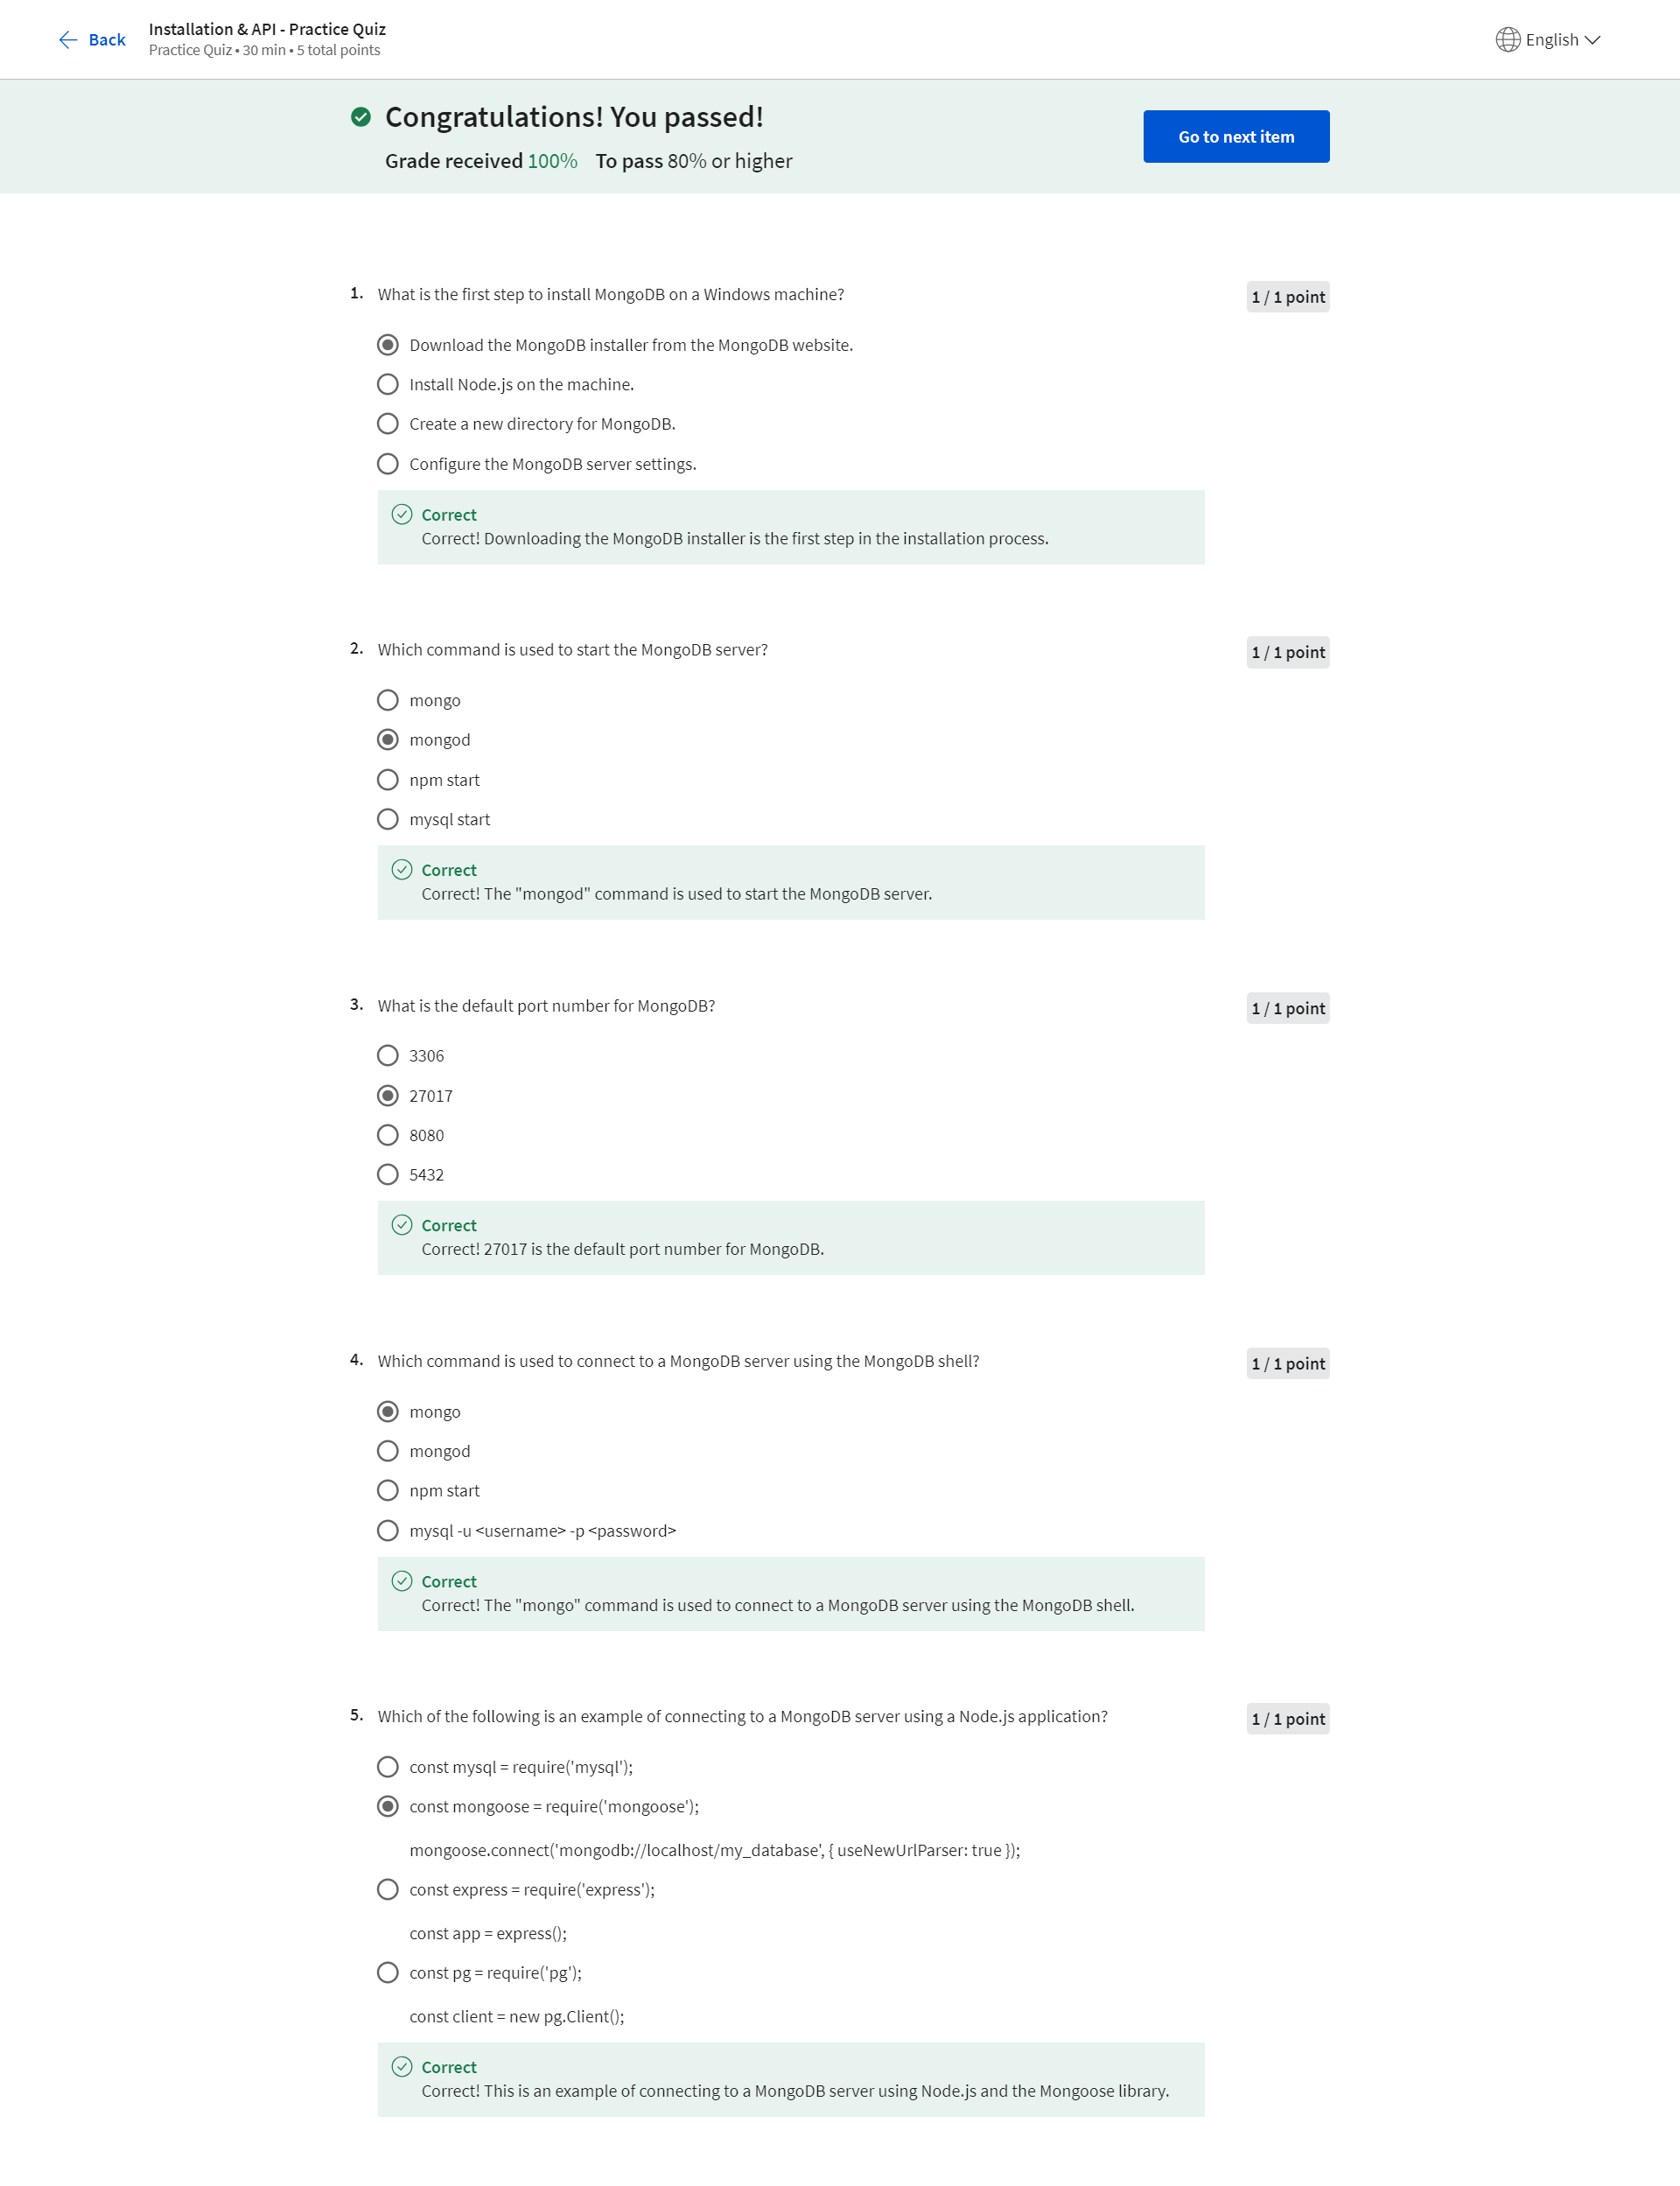 Back
Installation & API - Practice Quiz
Practice Quiz • 30 min • 5 total points
English
Congratulations! You passed!
Grade received 100% To pass 80% or higher
Go to next item
1. What is the first step to install MongoDB on a Windows machine?
1 / 1 point
Download the MongoDB installer from the MongoDB website.
Install Node.js on the machine.
Create a new directory for MongoDB.
Configure the MongoDB server settings.
Correct
Correct! Downloading the MongoDB installer is the first step in the installation process.
2. Which command is used to start the MongoDB server?
1 / 1 point
mongo
mongod
npm start
mysql start
Correct
Correct! The "mongod" command is used to start the MongoDB server.
3. What is the default port number for MongoDB?
1 / 1 point
3306
27017
8080
5432
Correct
Correct! 27017 is the default port number for MongoDB.
4. Which command is used to connect to a MongoDB server using the MongoDB shell?
1 / 1 point
mongo
mongod
npm start
mysql -u <username> -p <password>
Correct
Correct! The "mongo" command is used to connect to a MongoDB server using the MongoDB shell.
5. Which of the following is an example of connecting to a MongoDB server using a Node.js application?
1 / 1 point
const mysql = require('mysql');
const mongoose = require('mongoose');
mongoose.connect('mongodb://localhost/my_database', { useNewUrlParser: true });
const express = require('express');
const app = express();
const pg = require('pg');
const client = new pg.Client();
Correct
Correct! This is an example of connecting to a MongoDB server using Node.js and the Mongoose library.